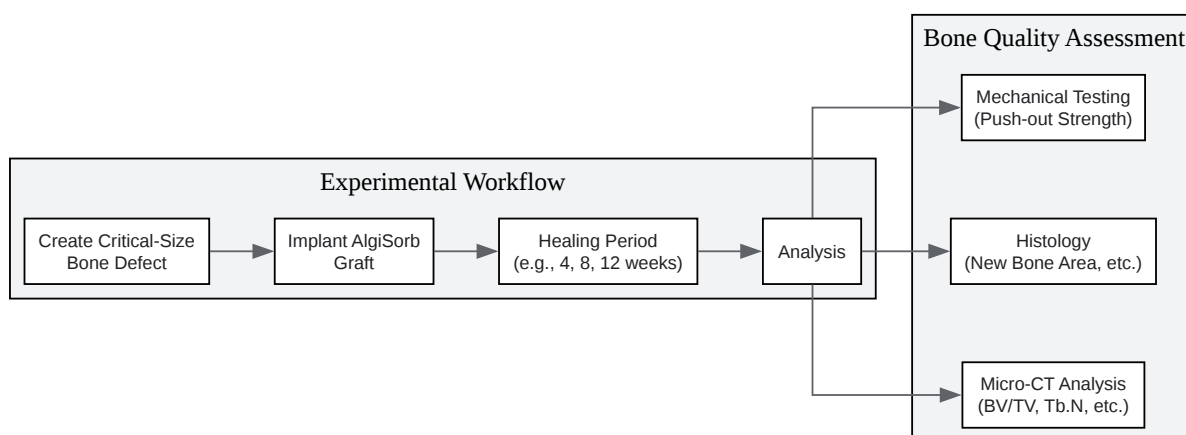 Experimental Workflow
Create Critical-Size
Bone Defect
Implant AlgiSorb
Graft
Healing Period
(e.g., 4, 8, 12 weeks)
Analysis
Bone Quality Assessment
Mechanical Testing
(Push-out Strength)
Histology
(New Bone Area, etc.)
Micro-CT Analysis
(BV/TV, Tb.N, etc.)